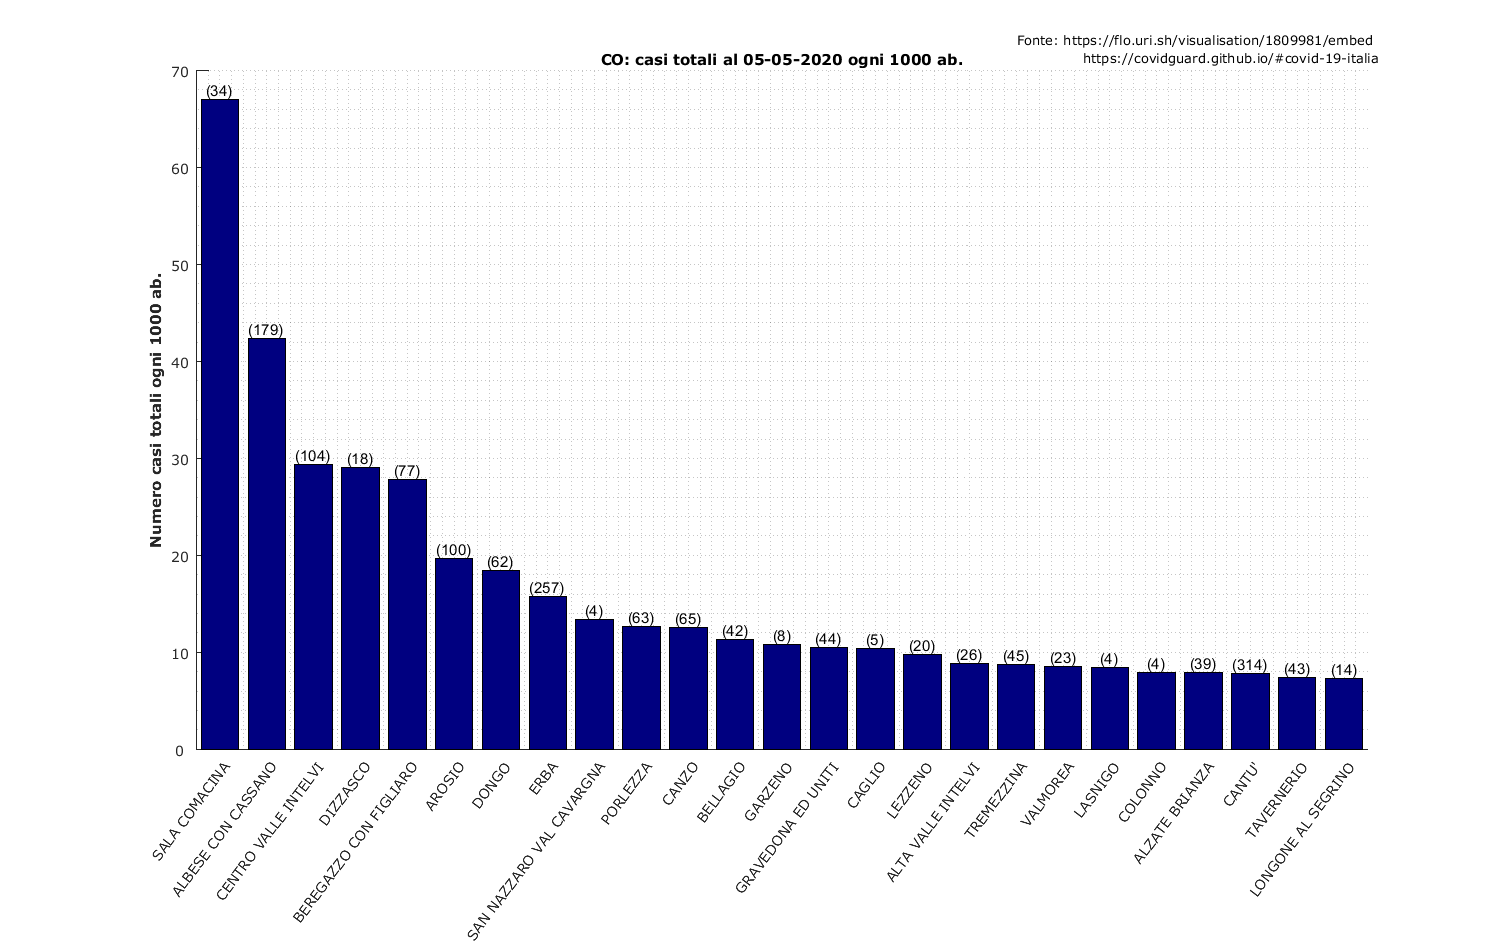 Fonte: https://flo.uri.sh/visualisation/1809981/embed
https://covidguard.github.io/#covid-19-italia
CO: casi totali al 05-05-2020 ogni 1000 ab.
Numero casi totali ogni 1000 ab.
70
60
50
40
30
20
10
0
(34)
(179)
(104)
(18)
(77)
(100)
(62)
(257)
(4)
(63)
(65)
(42)
(8)
(44)
(5)
(20)
(26)
(45)
(23)
(4)
(4)
(39)
(314)
(43)
(14)
SALA COMACINA
ALBESE CON CASSANO
CENTRO VALLE INTELVI
DIZZASCO
BEREGAZZO CON FIGLIARO
AROSIO
DONGO
ERBA
SAN NAZZARO VAL CAVARGNA
PORLEZZA
CANZO
BELLAGIO
GARZENO
GRAVEDONA ED UNITI
CAGLIO
LEZZENO
ALTA VALLE INTELVI
TREMEZZINA
VALMOREA
LASNIGO
COLONNO
ALZATE BRIANZA
CANTU'
TAVERNERIO
LONGONE AL SEGRINO